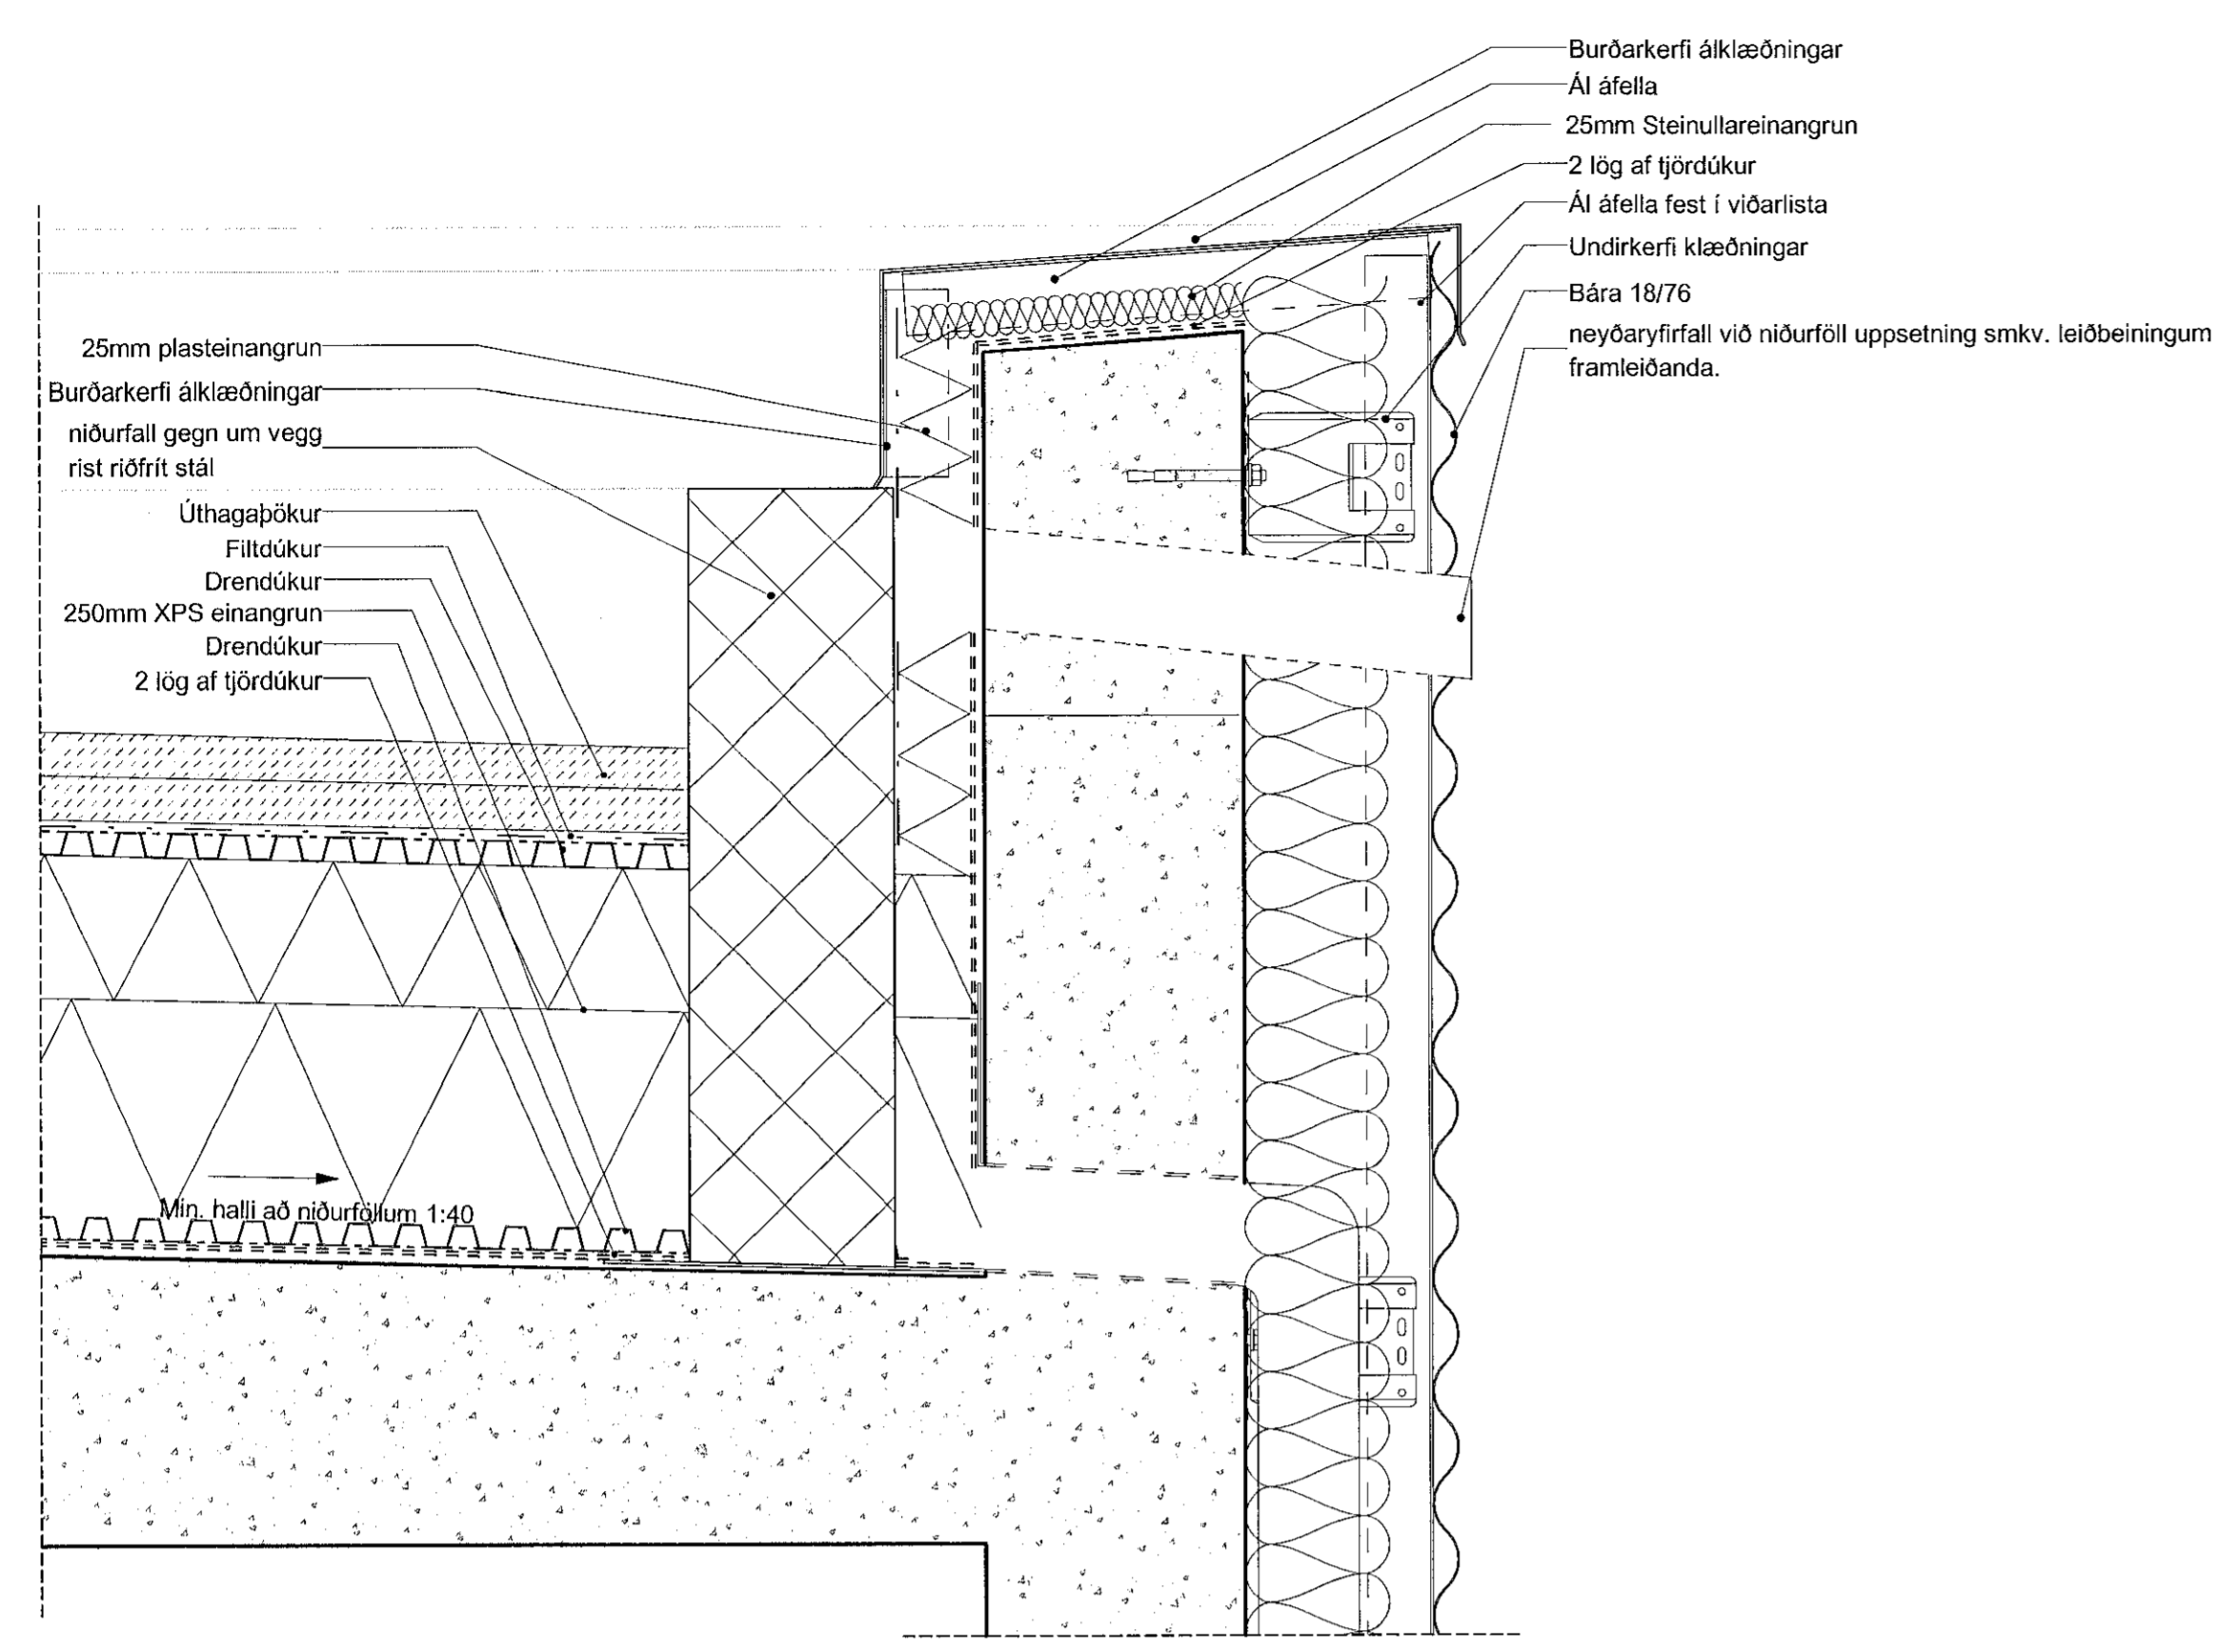 Burðarkerfi álklæðningar
Ál áfella
25mm Steinullareinangrun
2 lög af tjördúkur
Ál áfella fest í viðarlista
Undirkerfi klæðningar
Bára 18/76
neyðaryfirfall við niðurföll uppsetning smkv. leiðbeiningum
framleiðanda.
25mm plasteinangrun
Burðarkerfi álklæðningar
niðurfall gegn um vegg
rist riðfrít stál
Úthagaþökur
Filtdúkur
Drendúkur
250mm XPS einangrun
Drendúkur
2 lög af tjördúkur
Min. halli að niðurföllum 1:40